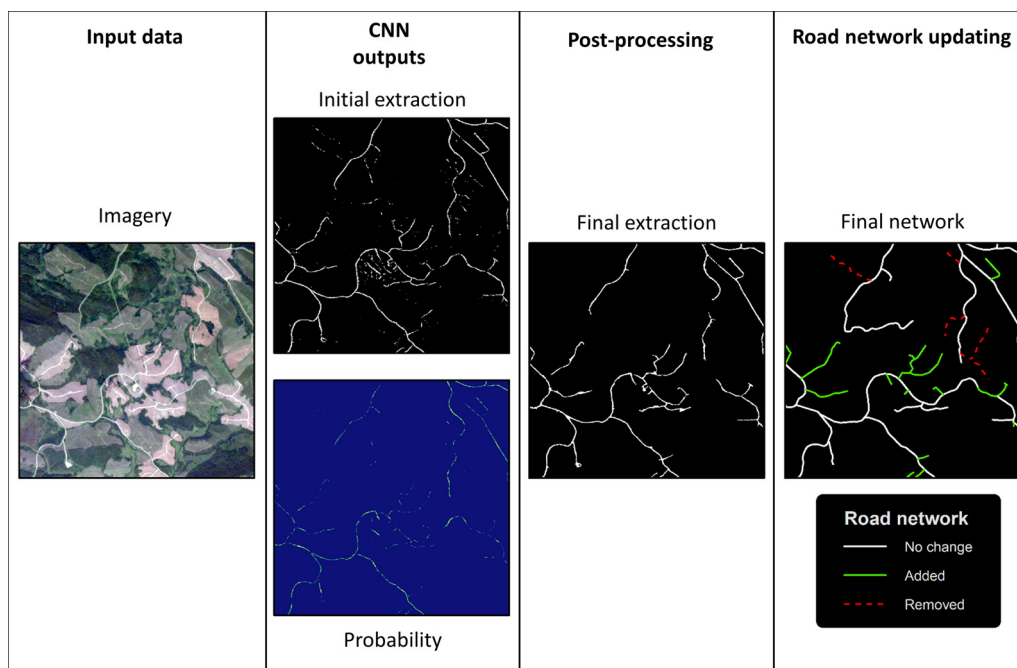 Input data
CNN
outputs
Post-processing
Road network updating
Initial extraction
Imagery
Final extraction
Final network
Probability
Road network
No change
Added
Removed